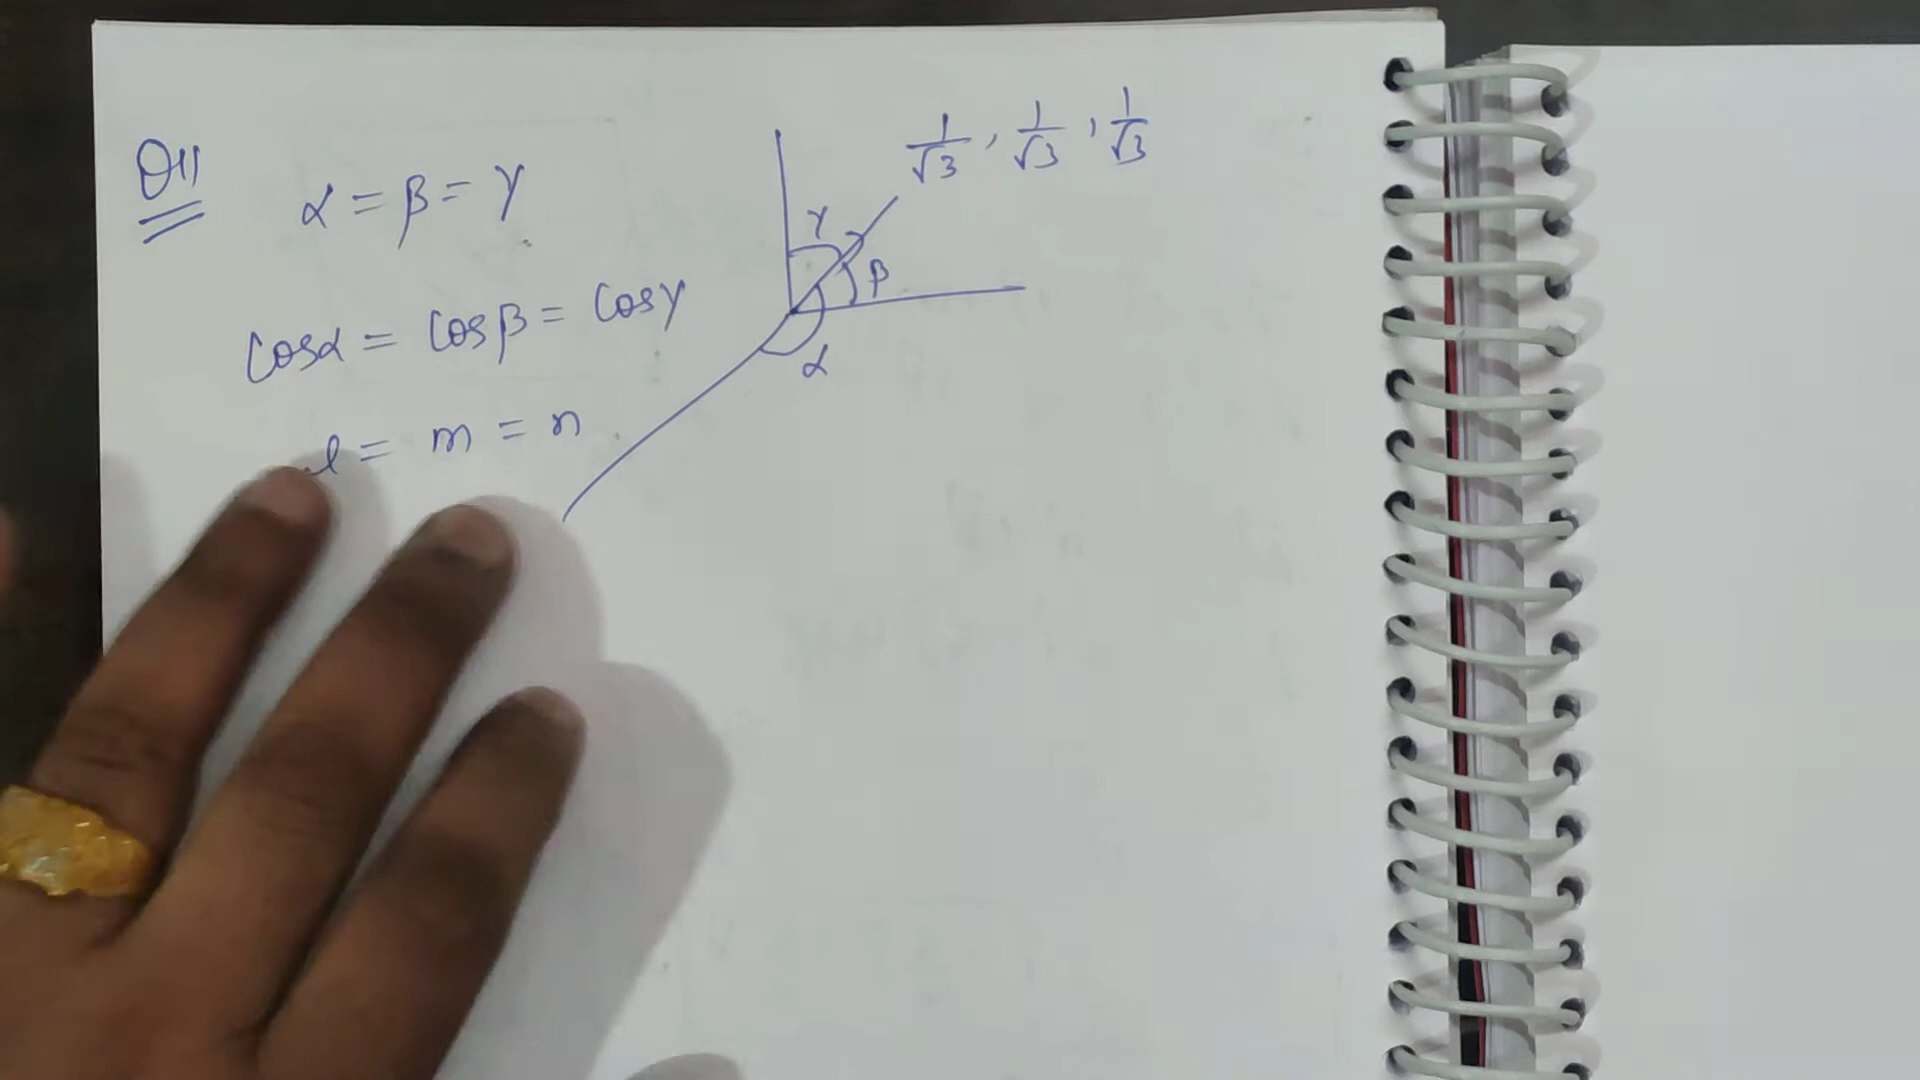 Q11
α = β = γ
Cosα = Cosβ = Cosγ
l = m = n
1/√3, 1/√3, 1/√3
γ
β
α